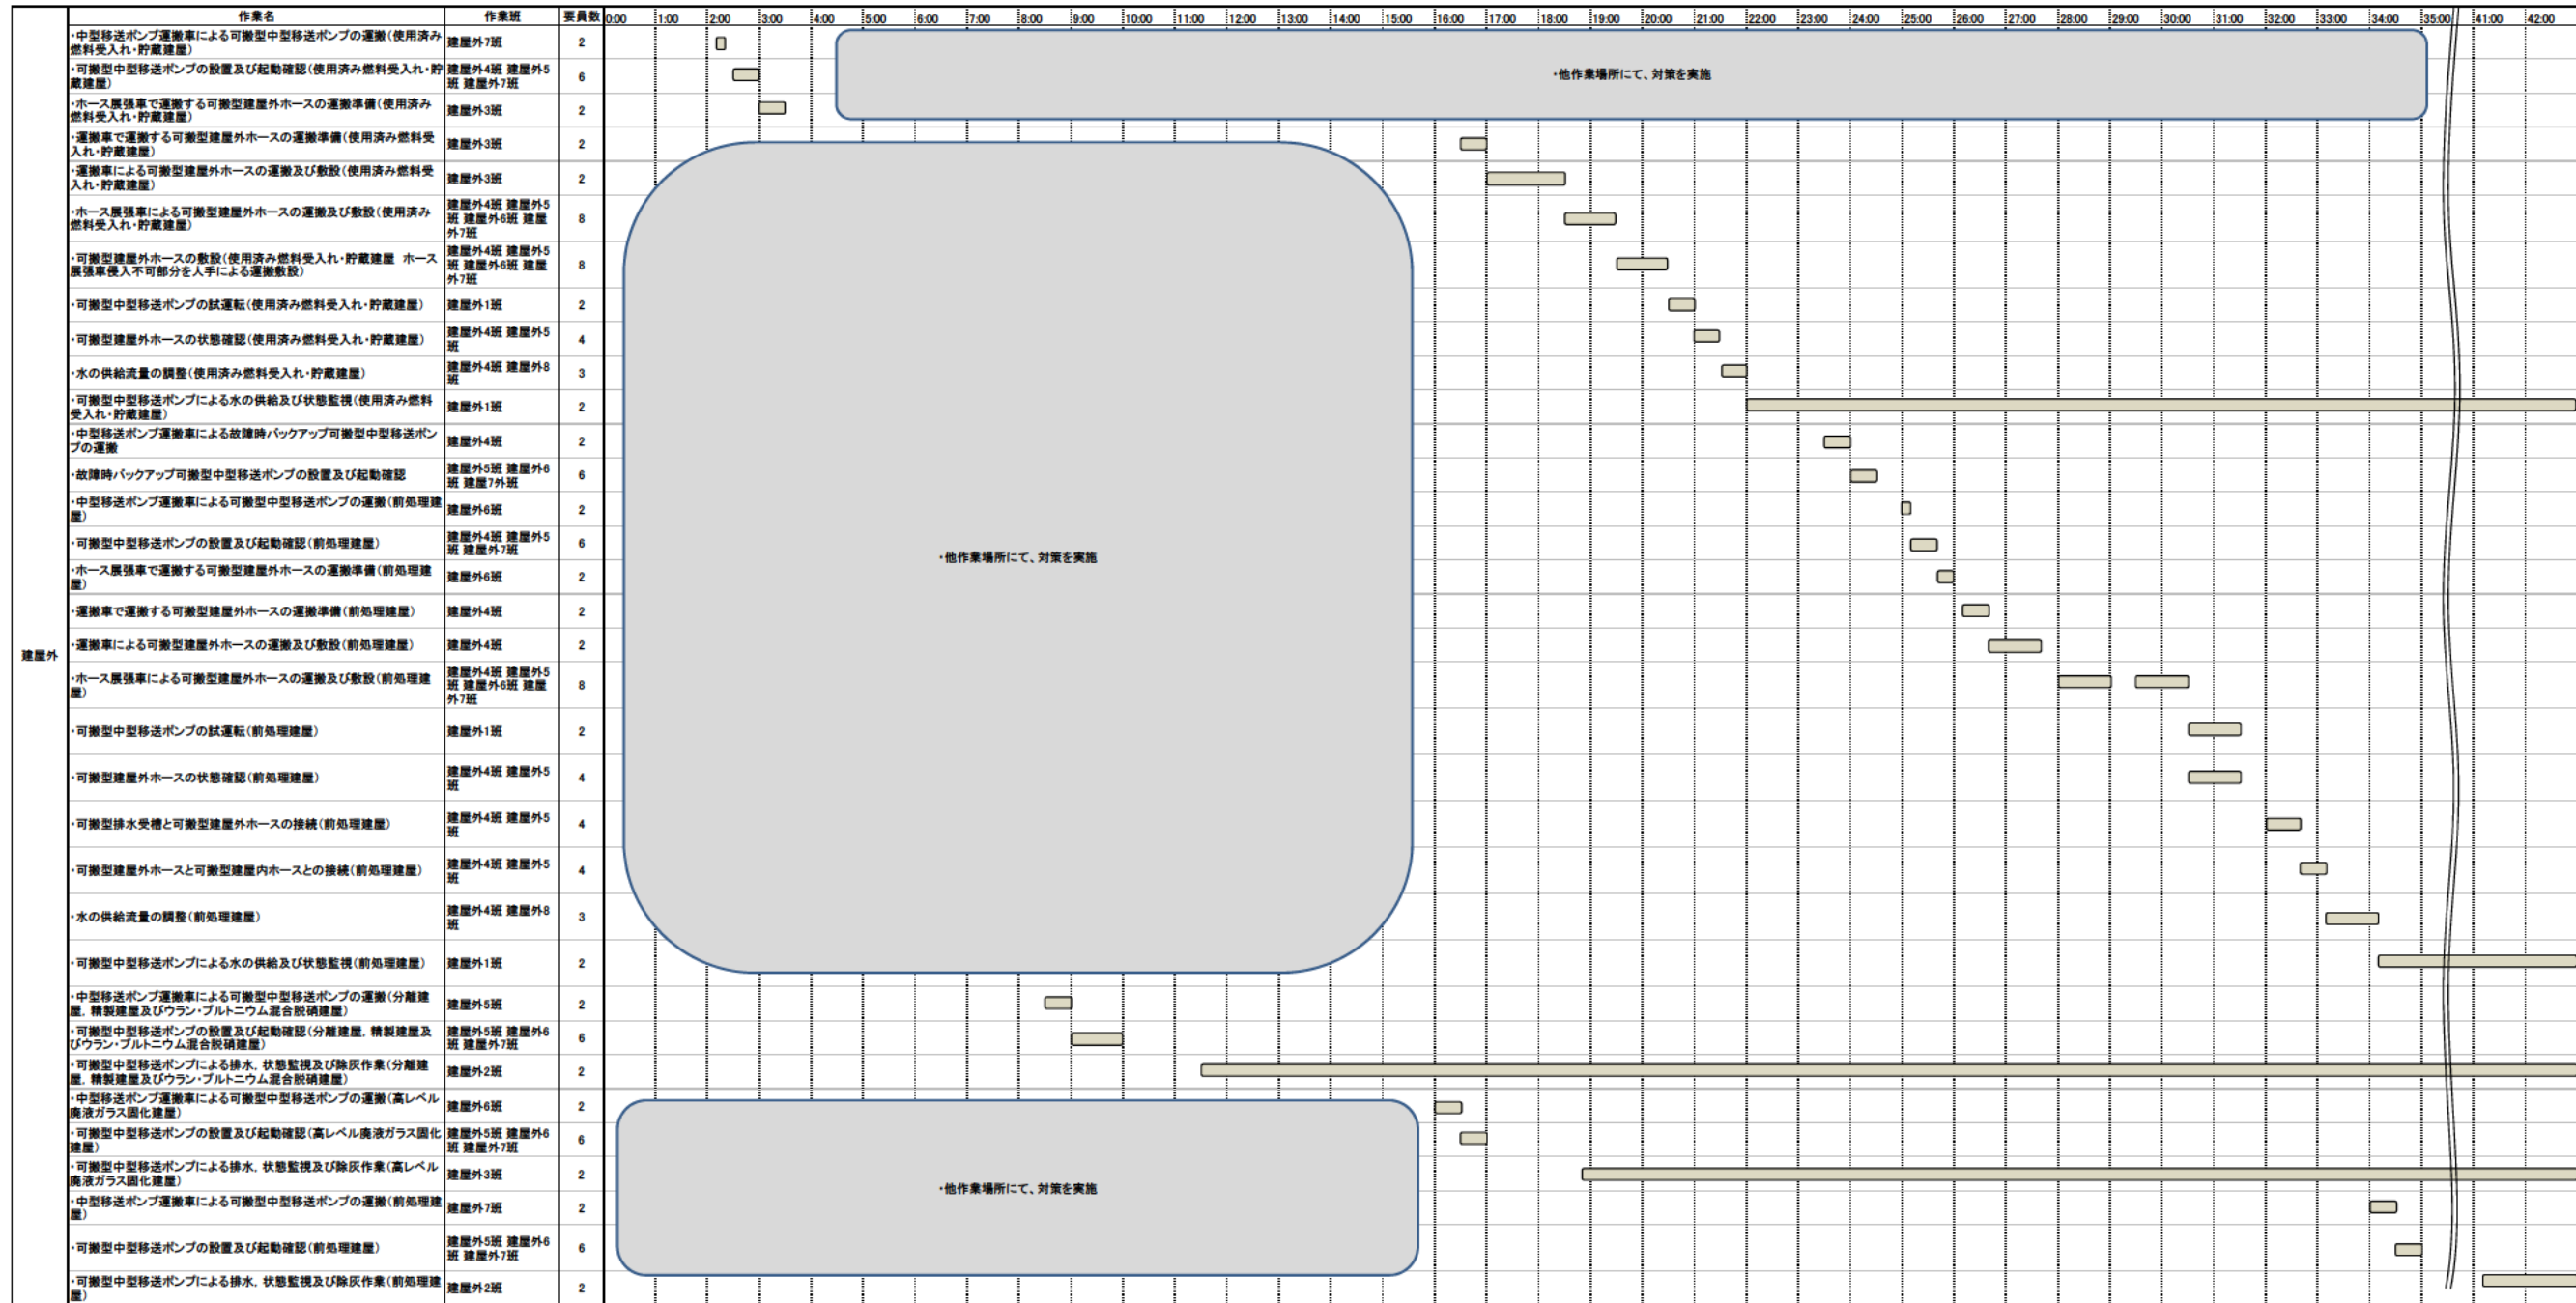 作業名 作業班 要員数 0:00 1:00 2:00 3:00 4:00 5:00 6:00 7:00 8:00 9:00 10:00 11:00 12:00 13:00 14:00 15:00 16:00 17:00 18:00 19:00 20:00 21:00 22:00 23:00 24:00 25:00 26:00 27:00 28:00 29:00 30:00 31:00 32:00 33:00 34:00 35:00 41:00 42:00
建屋外
・中型移送ポンプ運搬車による可搬型中型移送ポンプの運搬(使用済み
燃料受入れ・貯蔵建屋)
建屋外7班
2
・可搬型中型移送ポンプの設置及び起動確認(使用済み燃料受入れ・貯
蔵建屋)
建屋外4班 建屋外5
班 建屋外7班
6
・他作業場所にて、対策を実施
・ホース展張車で運搬する可搬型建屋外ホースの運搬準備(使用済み
燃料受入れ・貯蔵建屋)
建屋外3班
2
・運搬車で運搬する可搬型建屋外ホースの運搬準備(使用済み燃料受
入れ・貯蔵建屋)
建屋外3班
2
・運搬車による可搬型建屋外ホースの運搬及び敷設(使用済み燃料受
入れ・貯蔵建屋)
建屋外3班
2
・ホース展張車による可搬型建屋外ホースの運搬及び敷設(使用済み
燃料受入れ・貯蔵建屋)
建屋外4班 建屋外5
班 建屋外6班 建屋
外7班
8
・可搬型建屋外ホースの敷設(使用済み燃料受入れ・貯蔵建屋 ホース
展張車侵入不可部分を人手による運搬敷設)
建屋外4班 建屋外5
班 建屋外6班 建屋
外7班
8
・可搬型中型移送ポンプの試運転(使用済み燃料受入れ・貯蔵建屋)
建屋外1班
2
・可搬型建屋外ホースの状態確認(使用済み燃料受入れ・貯蔵建屋)
建屋外4班 建屋外5
班
4
・水の供給流量の調整(使用済み燃料受入れ・貯蔵建屋)
建屋外4班 建屋外8
班
3
・可搬型中型移送ポンプによる水の供給及び状態監視(使用済み燃料
受入れ・貯蔵建屋)
建屋外1班
2
・中型移送ポンプ運搬車による故障時バックアップ可搬型中型移送ポン
プの運搬
建屋外4班
2
・故障時バックアップ可搬型中型移送ポンプの設置及び起動確認
建屋外5班 建屋外6
班 建屋7外班
6
・中型移送ポンプ運搬車による可搬型中型移送ポンプの運搬(前処理建
屋)
建屋外6班
2
・可搬型中型移送ポンプの設置及び起動確認(前処理建屋)
建屋外4班 建屋外5
班 建屋外7班
6
・他作業場所にて、対策を実施
・ホース展張車で運搬する可搬型建屋外ホースの運搬準備(前処理建
屋)
建屋外6班
2
・運搬車で運搬する可搬型建屋外ホースの運搬準備(前処理建屋)
建屋外4班
2
・運搬車による可搬型建屋外ホースの運搬及び敷設(前処理建屋)
建屋外4班
2
・ホース展張車による可搬型建屋外ホースの運搬及び敷設(前処理建
屋)
建屋外4班 建屋外5
班 建屋外6班 建屋
外7班
8
・可搬型中型移送ポンプの試運転(前処理建屋)
建屋外1班
2
・可搬型建屋外ホースの状態確認(前処理建屋)
建屋外4班 建屋外5
班
4
・可搬型排水受槽と可搬型建屋外ホースの接続(前処理建屋)
建屋外4班 建屋外5
班
4
・可搬型建屋外ホースと可搬型建屋内ホースとの接続(前処理建屋)
建屋外4班 建屋外5
班
4
・水の供給流量の調整(前処理建屋)
建屋外4班 建屋外8
班
3
・可搬型中型移送ポンプによる水の供給及び状態監視(前処理建屋)
建屋外1班
2
・中型移送ポンプ運搬車による可搬型中型移送ポンプの運搬(分離建
屋, 精製建屋及びウラン・プルトニウム混合脱硝建屋)
建屋外5班
2
・可搬型中型移送ポンプの設置及び起動確認(分離建屋, 精製建屋及
びウラン・プルトニウム混合脱硝建屋)
建屋外5班 建屋外6
班 建屋外7班
6
・可搬型中型移送ポンプによる排水, 状態監視及び除灰作業(分離建
屋, 精製建屋及びウラン・プルトニウム混合脱硝建屋)
建屋外2班
2
・中型移送ポンプ運搬車による可搬型中型移送ポンプの運搬(高レベル
廃液ガラス固化建屋)
建屋外6班
2
・可搬型中型移送ポンプの設置及び起動確認(高レベル廃液ガラス固化
建屋)
建屋外5班 建屋外6
班 建屋外7班
6
・可搬型中型移送ポンプによる排水, 状態監視及び除灰作業(高レベル
廃液ガラス固化建屋)
建屋外3班
2
・他作業場所にて、対策を実施
・中型移送ポンプ運搬車による可搬型中型移送ポンプの運搬(前処理建
屋)
建屋外7班
2
・可搬型中型移送ポンプの設置及び起動確認(前処理建屋)
建屋外5班 建屋外6
班 建屋外7班
6
・可搬型中型移送ポンプによる排水, 状態監視及び除灰作業(前処理建
屋)
建屋外2班
2